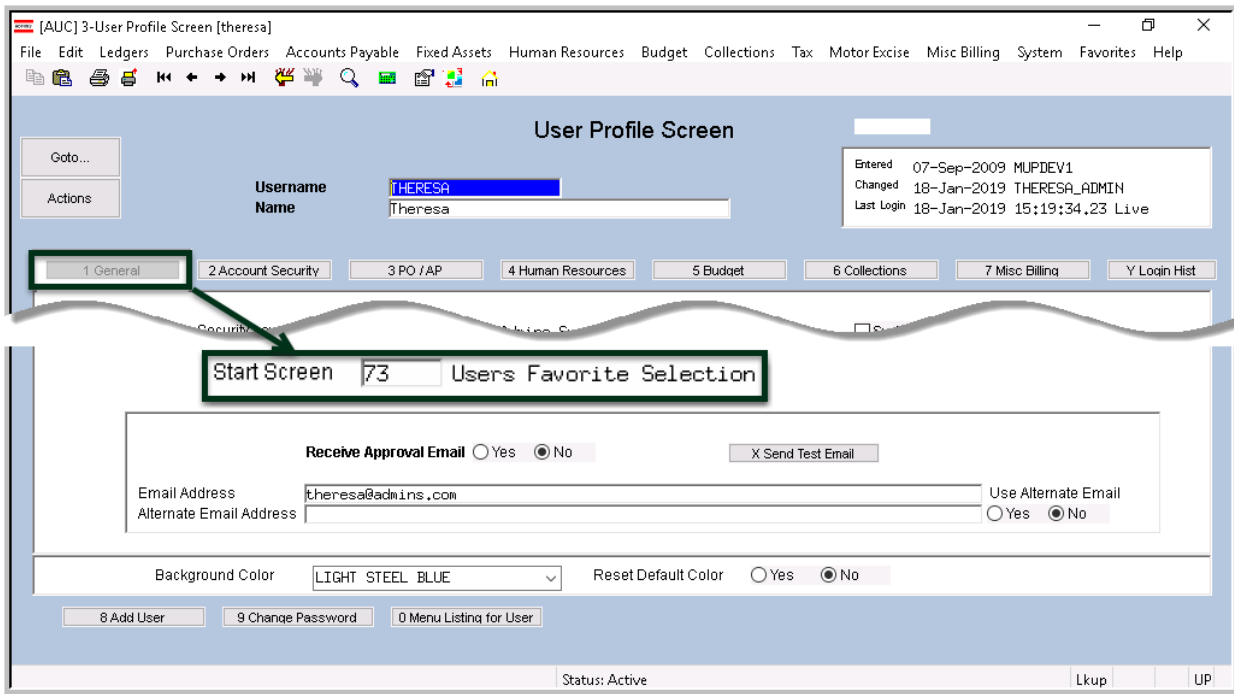 [AUC] 3-User Profile Screen [theresa]
File Edit Ledgers Purchase Orders Accounts Payable Fixed Assets Human Resources Budget Collections Tax Motor Excise Misc Billing System Favorites Help
User Profile Screen
Goto...
Actions
Username THERESA
Name Theresa
Entered 07-Sep-2009 MUPDEV1
Changed 18-Jan-2019 THERESA_ADMIN
Last Login 18-Jan-2019 15:19:34.23 Live
1 General 2 Account Security 3 PO / AP 4 Human Resources 5 Budget 6 Collections 7 Misc Billing Y Login Hist
Start Screen 73 Users Favorite Selection
Receive Approval Email Yes No X Send Test Email
Email Address theresa@admins.com Use Alternate Email
Alternate Email Address Yes No
Background Color LIGHT STEEL BLUE Reset Default Color Yes No
8 Add User 9 Change Password 0 Menu Listing for User
Status: Active Lkup UP